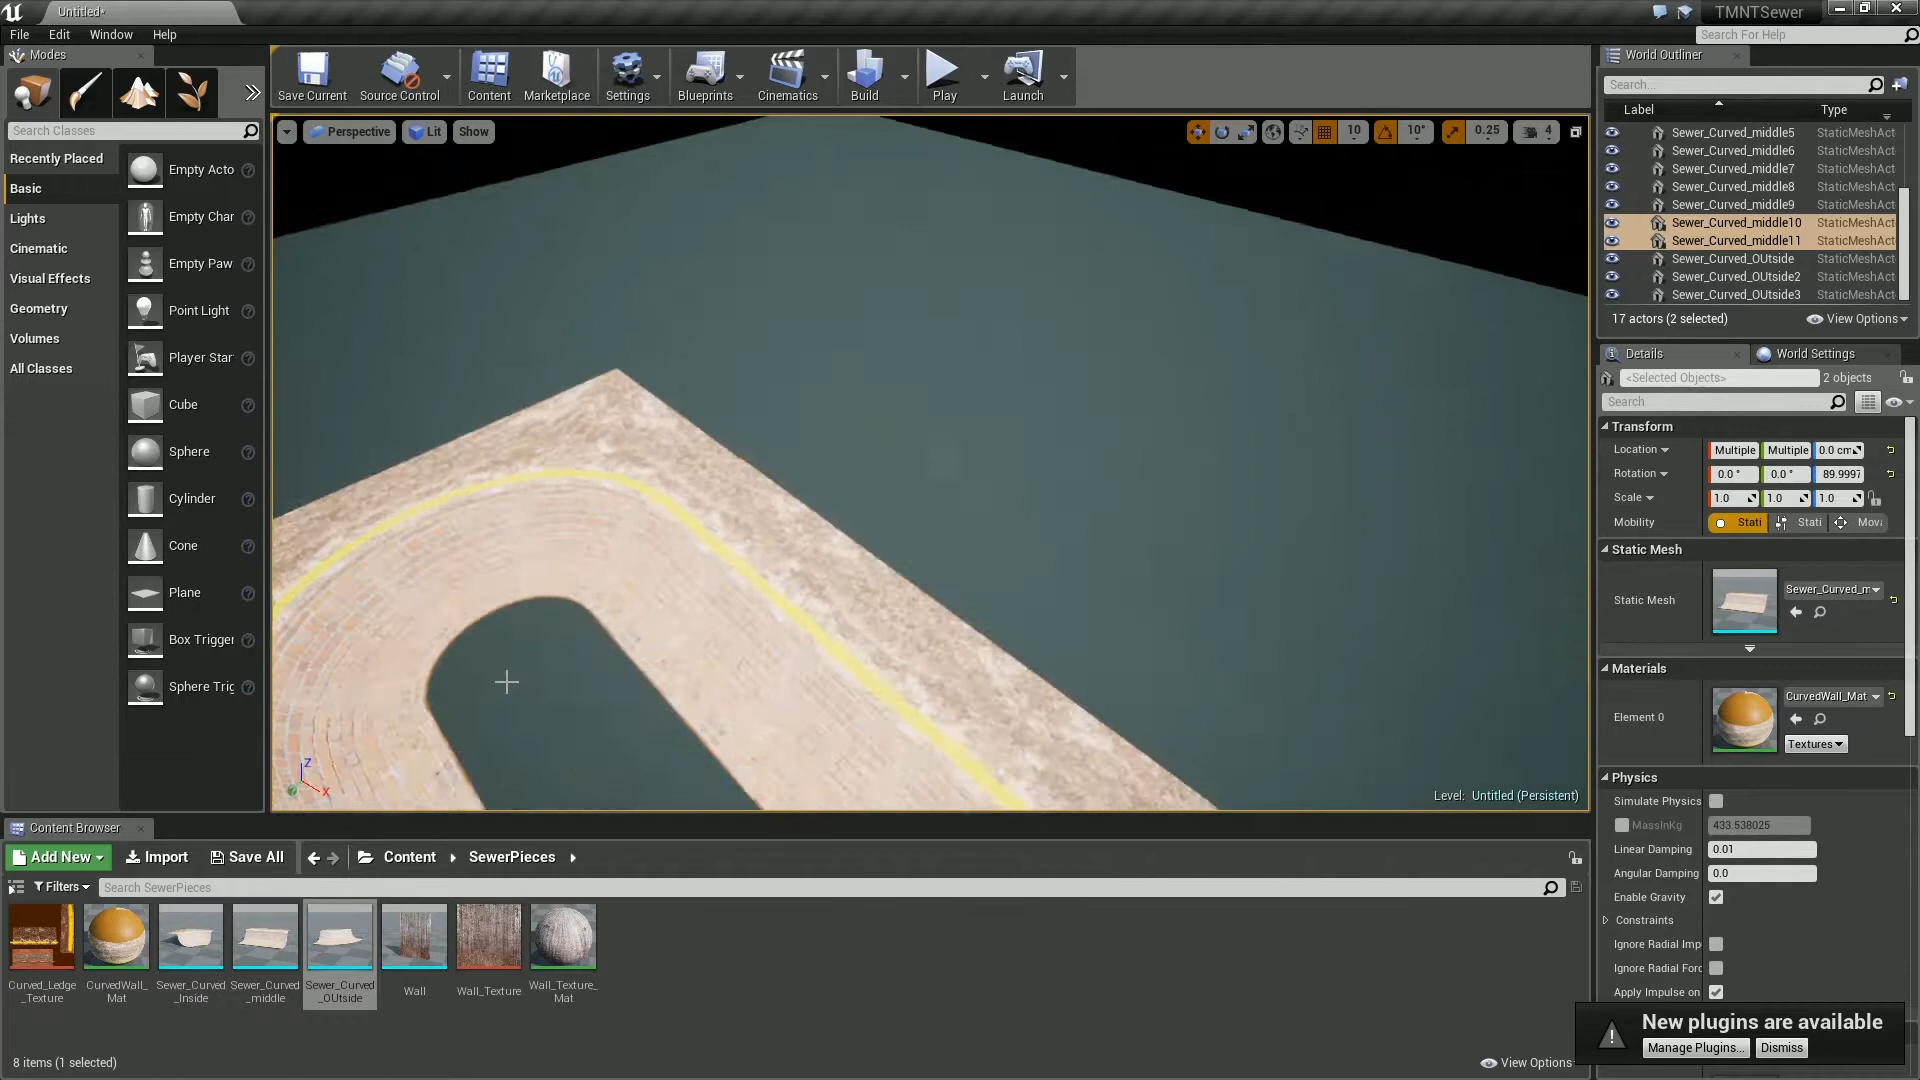 Untitled*
TMNTSewer
File Edit Window Help
Search For Help
Modes
Search Classes
Recently Placed
Basic
Lights
Cinematic
Visual Effects
Geometry
Volumes
All Classes
Empty Acto
Empty Char
Empty Paw
Point Light
Player Star
Cube
Sphere
Cylinder
Cone
Plane
Box Trigger
Sphere Tric
Save Current Source Control Content Marketplace Settings Blueprints Cinematics Build Play Launch
Perspective Lit Show
10 10° 0.25 4
Z
X
Level: Untitled (Persistent)
World Outliner
Search...
Label Type
Sewer_Curved_middle5 StaticMeshAct
Sewer_Curved_middle6 StaticMeshAct
Sewer_Curved_middle7 StaticMeshAct
Sewer_Curved_middle8 StaticMeshAct
Sewer_Curved_middle9 StaticMeshAct
Sewer_Curved_middle10 StaticMeshAct
Sewer_Curved_middle11 StaticMeshAct
Sewer_Curved_OUtside StaticMeshAct
Sewer_Curved_OUtside2 StaticMeshAct
Sewer_Curved_OUtside3 StaticMeshAct
17 actors (2 selected) View Options
Details World Settings
<Selected Objects> 2 objects
Search
Transform
Location Multiple Multiple 0.0 cm
Rotation 0.0 ° 0.0 ° 89.9997
Scale 1.0 1.0 1.0
Mobility Stati Stati Mov
Static Mesh
Static Mesh Sewer_Curved_m
Materials
Element 0 CurvedWall_Mat
Textures
Physics
Simulate Physics
MassInKg 433.538025
Linear Damping 0.01
Angular Damping 0.0
Enable Gravity
Constraints
Ignore Radial Imp
Ignore Radial Forc
Apply Impulse on
New plugins are available
Manage Plugins... Dismiss
Content Browser
Add New Import Save All Content SewerPieces
Filters Search SewerPieces
Curved_Ledge
_Texture
CurvedWall_
Mat
Sewer_Curved
_Inside
Sewer_Curved
_middle
Sewer_Curved
_OUtside
Wall
Wall_Texture
Wall_Texture_
Mat
8 items (1 selected) View Options